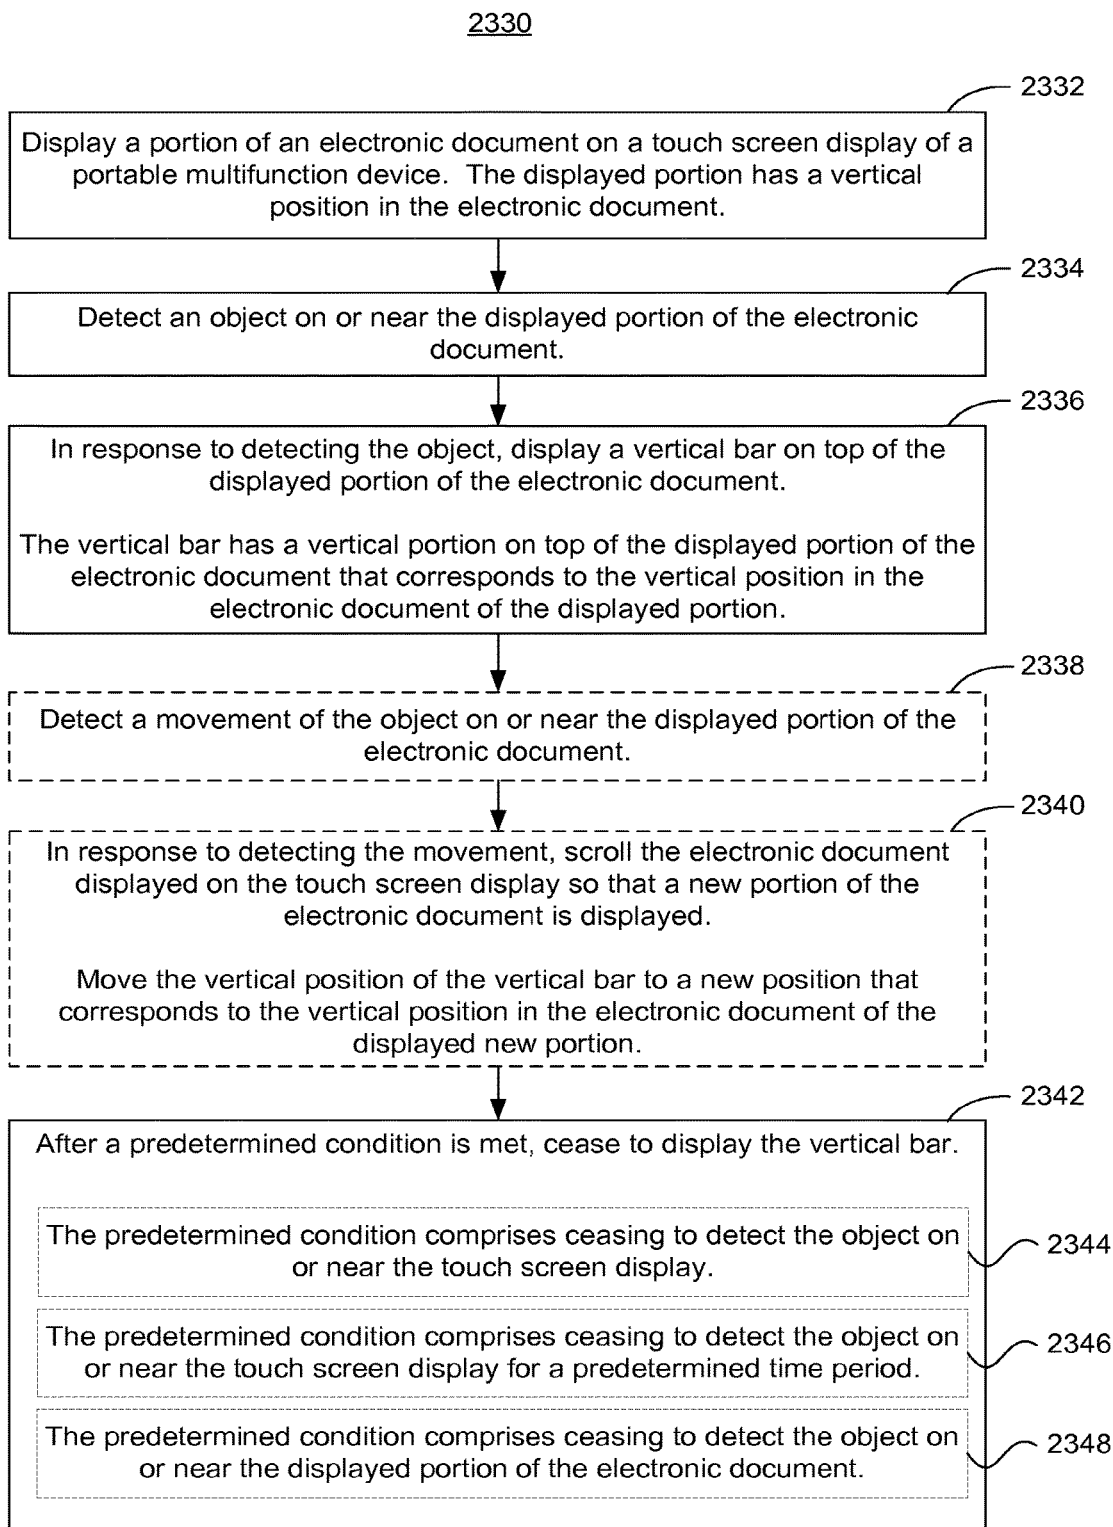 2330
2332
Display a portion of an electronic document on a touch screen display of a
portable multifunction device.  The displayed portion has a vertical
position in the electronic document.
2334
Detect an object on or near the displayed portion of the electronic
document.
2336
In response to detecting the object, display a vertical bar on top of the
displayed portion of the electronic document.
The vertical bar has a vertical portion on top of the displayed portion of the
electronic document that corresponds to the vertical position in the
electronic document of the displayed portion.
2338
Detect a movement of the object on or near the displayed portion of the
electronic document.
2340
In response to detecting the movement, scroll the electronic document
displayed on the touch screen display so that a new portion of the
electronic document is displayed.
Move the vertical position of the vertical bar to a new position that
corresponds to the vertical position in the electronic document of the
displayed new portion.
2342
After a predetermined condition is met, cease to display the vertical bar.
The predetermined condition comprises ceasing to detect the object on
or near the touch screen display.
2344
The predetermined condition comprises ceasing to detect the object on
or near the touch screen display for a predetermined time period.
2346
The predetermined condition comprises ceasing to detect the object on
or near the displayed portion of the electronic document.
2348